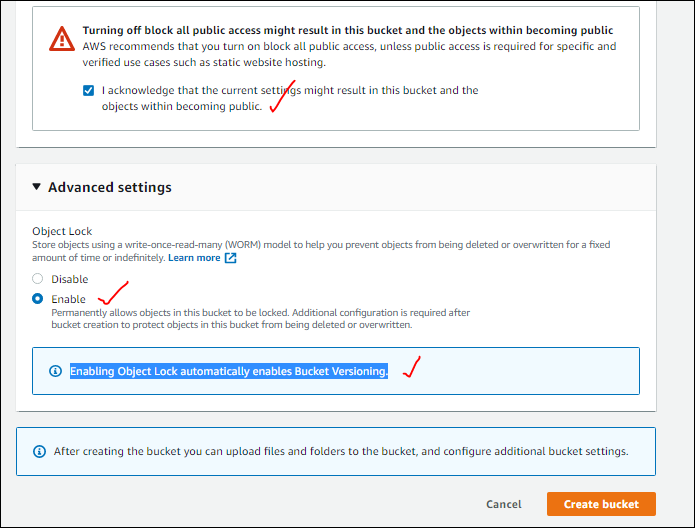 Turning off block all public access might result in this bucket and the objects within becoming public
AWS recommends that you turn on block all public access, unless public access is required for specific and
verified use cases such as static website hosting.
I acknowledge that the current settings might result in this bucket and the
objects within becoming public.
Advanced settings
Object Lock
Store objects using a write-once-read-many (WORM) model to help you prevent objects from being deleted or overwritten for a fixed
amount of time or indefinitely. Learn more
Disable
Enable
Permanently allows objects in this bucket to be locked. Additional configuration is required after
bucket creation to protect objects in this bucket from being deleted or overwritten.
Enabling Object Lock automatically enables Bucket Versioning.
After creating the bucket you can upload files and folders to the bucket, and configure additional bucket settings.
Cancel
Create bucket